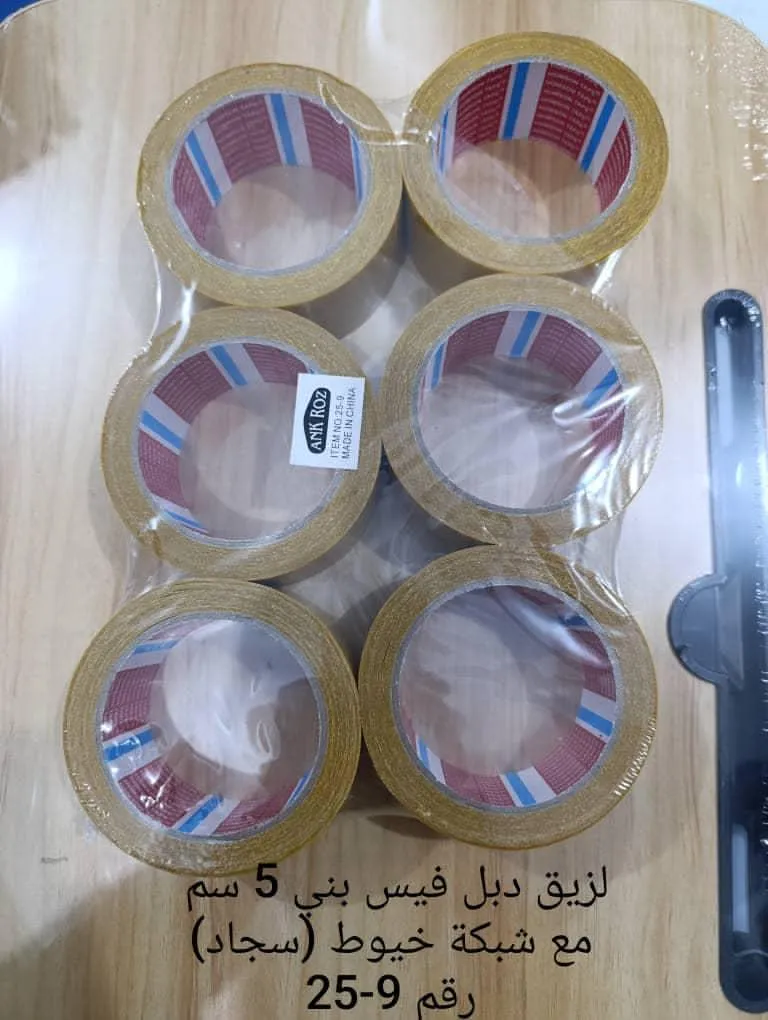 ANK ROZ
ITEM NO:25-9
MADE IN CHINA
لزيق دبل فيس بني 5 سم
مع شبكة خيوط (سجاد)
رقم 9-25